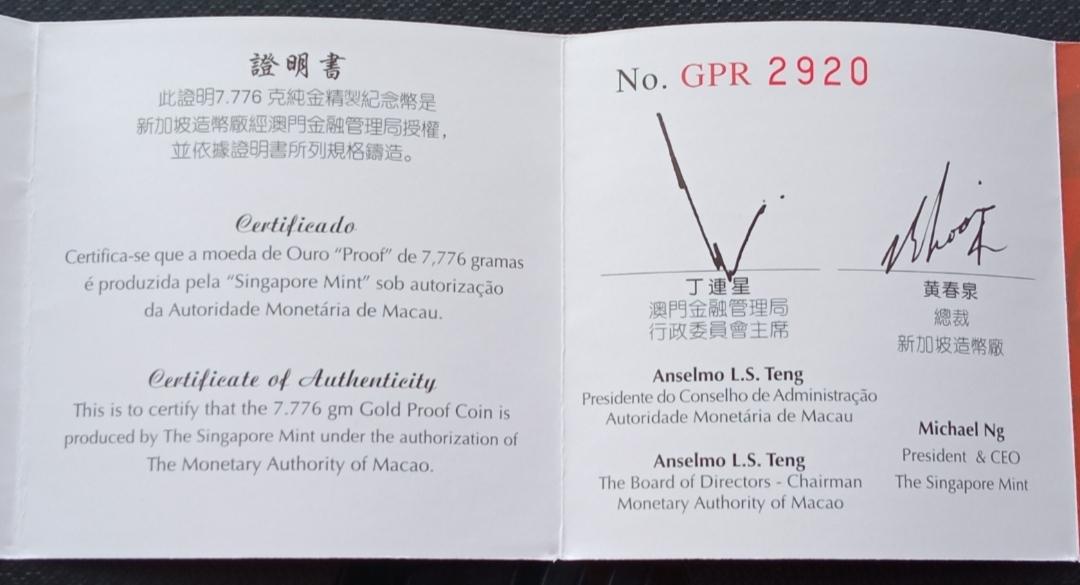 證明書
此證明7.776 克純金精製紀念幣是
新加坡造幣廠經澳門金融管理局授權，
並依據證明書所列規格鑄造。
Certificado
Certifica-se que a moeda de Ouro “Proof” de 7,776 gramas
é produzida pela “Singapore Mint” sob autorização
da Autoridade Monetária de Macau.
Certificate of Authenticity
This is to certify that the 7.776 gm Gold Proof Coin is
produced by The Singapore Mint under the authorization of
The Monetary Authority of Macao.
No. GPR 2920
丁連星
澳門金融管理局
行政委員會主席
Anselmo L.S. Teng
Presidente do Conselho de Administração
Autoridade Monetária de Macau
Anselmo L.S. Teng
The Board of Directors - Chairman
Monetary Authority of Macao
黃春泉
總裁
新加坡造幣廠
Michael Ng
President & CEO
The Singapore Mint